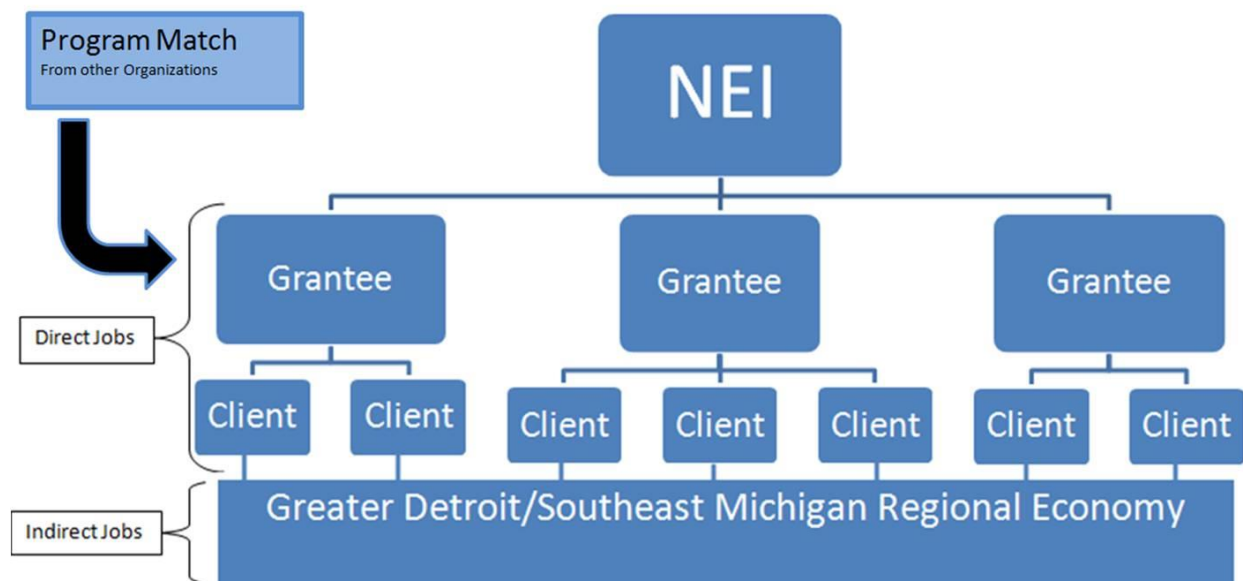 Program Match
From other Organizations
NEI
Grantee
Grantee
Grantee
Direct Jobs
Client
Client
Client
Client
Client
Client
Client
Greater Detroit/Southeast Michigan Regional Economy
Indirect Jobs